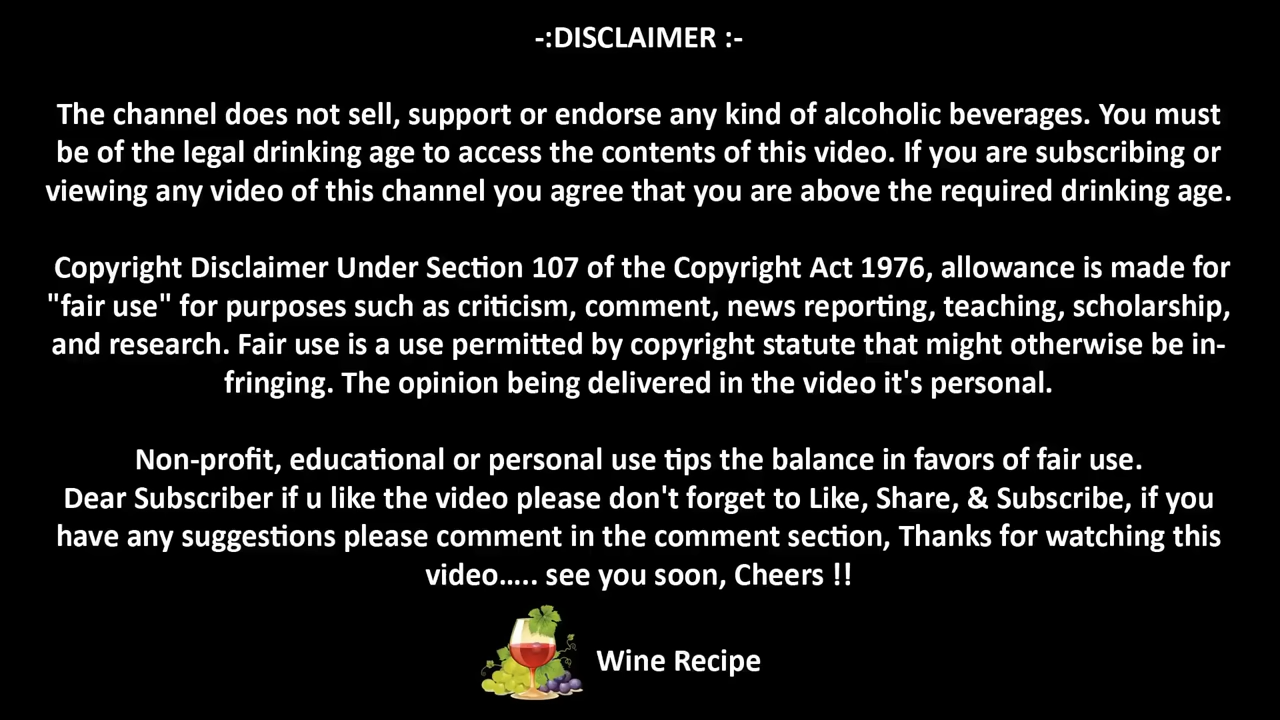 -:DISCLAIMER :-
The channel does not sell, support or endorse any kind of alcoholic beverages. You must
be of the legal drinking age to access the contents of this video. If you are subscribing or
viewing any video of this channel you agree that you are above the required drinking age.
Copyright Disclaimer Under Section 107 of the Copyright Act 1976, allowance is made for
"fair use" for purposes such as criticism, comment, news reporting, teaching, scholarship,
and research. Fair use is a use permitted by copyright statute that might otherwise be in-
fringing. The opinion being delivered in the video it's personal.
Non-profit, educational or personal use tips the balance in favors of fair use.
Dear Subscriber if u like the video please don't forget to Like, Share, & Subscribe, if you
have any suggestions please comment in the comment section, Thanks for watching this
video..... see you soon, Cheers !!
Wine Recipe